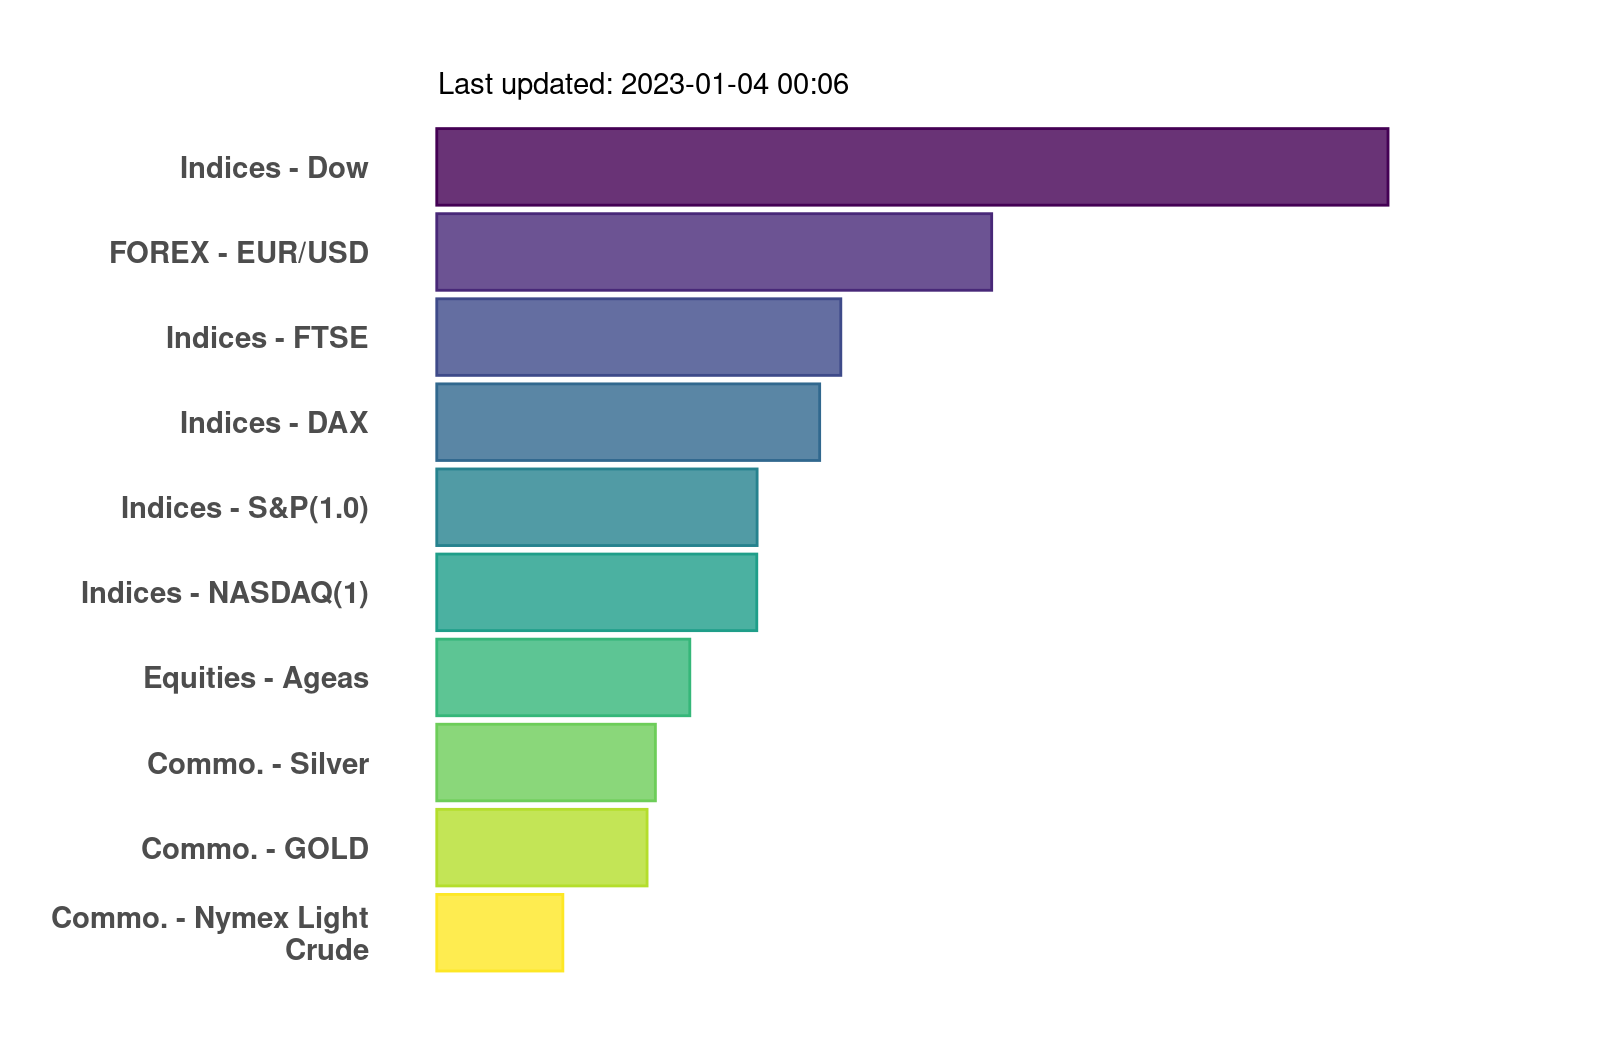 Last updated: 2023-01-04 00:06
Indices - Dow
FOREX - EUR/USD
Indices - FTSE
Indices - DAX
Indices - S&P(1.0)
Indices - NASDAQ(1)
Equities - Ageas
Commo. - Silver
Commo. - GOLD
Commo. - Nymex Light
Crude